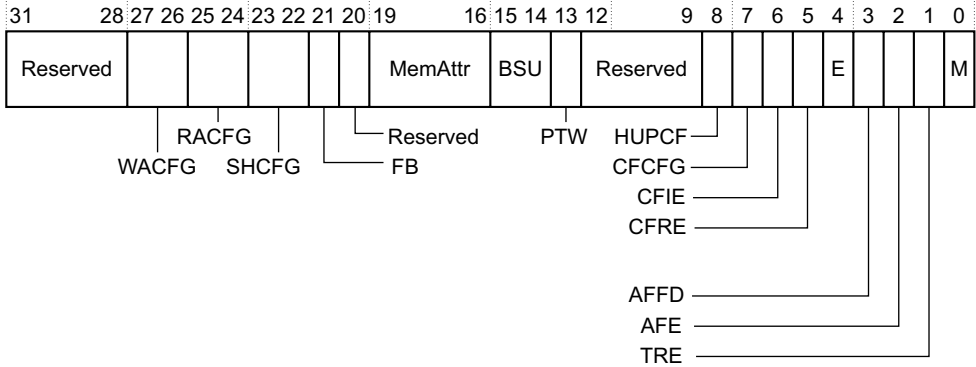 31 28 27 26 25 24 23 22 21 20 19 16 15 14 13 12 9 8 7 6 5 4 3 2 1 0
Reserved MemAttr BSU Reserved E M
RACFG Reserved PTW HUPCF
WACFG SHCFG FB CFCFG
CFIE
CFRE
AFFD
AFE
TRE